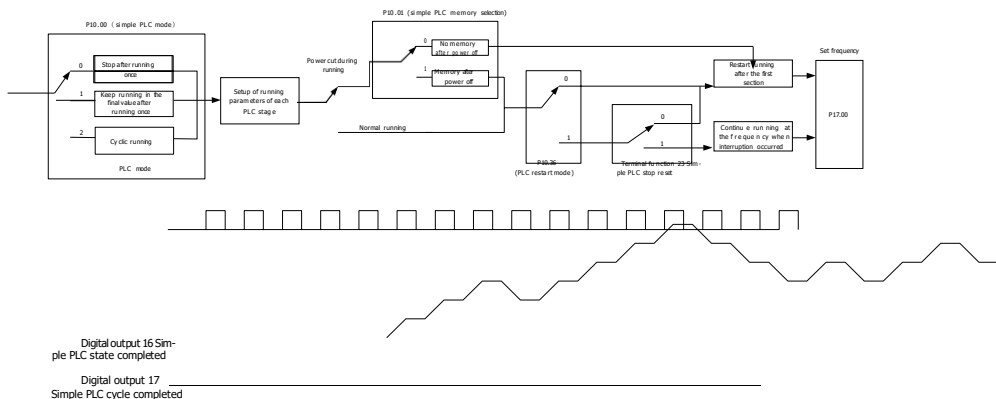 P10.00 (simple PLC mode)
0
Stop after running
once
1
Keep running in the
final value after
running once
2
Cyclic running
PLC mode
Setup of running
parameters of each
PLC stage
Power cut during
running
Normal running
P10.01 (simple PLC memory selection)
0
No memory
after power off
1
Memory after
power off
0
1
P10.36
(PLC restart mode)
0
1
Terminal function 23 Sim-
ple PLC stop reset
Restart running
after the first
section
Continue running at
the frequency when
interruption occurred
Set frequency
P17.00
Digital output 16 Sim-
ple PLC state completed
Digital output 17
Simple PLC cycle completed